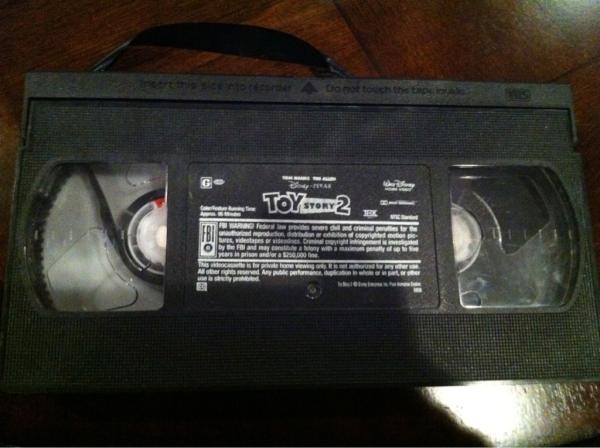 Insert this side into recorder Do not touch the tape inside VHS
TOM HANKS TIM ALLEN
G Disney · PIXAR WALT DISNEY
HOME VIDEO
TOY STORY 2
Color/Feature Running Time:
Approx. 95 Minutes THX NTSC Standard
FBI WARNING! Federal law provides severe civil and criminal penalties for the
unauthorized reproduction, distribution or exhibition of copyrighted motion pic-
tures, videotapes or videodiscs. Criminal copyright infringement is investigated
by the FBI and may constitute a felony with a maximum penalty of up to five
years in prison and/or a $250,000 fine.
This videocassette is for private home viewing only. It is not authorized for any other use.
All other rights reserved. Any public performance, duplication in whole or in part, or other
use is strictly prohibited.